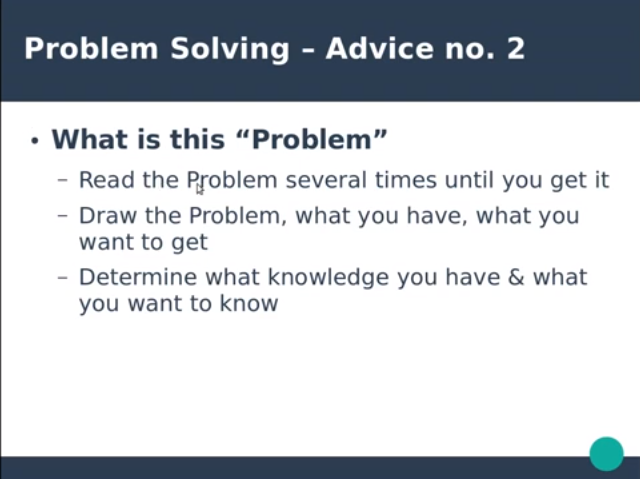 Problem Solving – Advice no. 2
• What is this “Problem”
– Read the Problem several times until you get it
– Draw the Problem, what you have, what you
want to get
– Determine what knowledge you have & what
you want to know